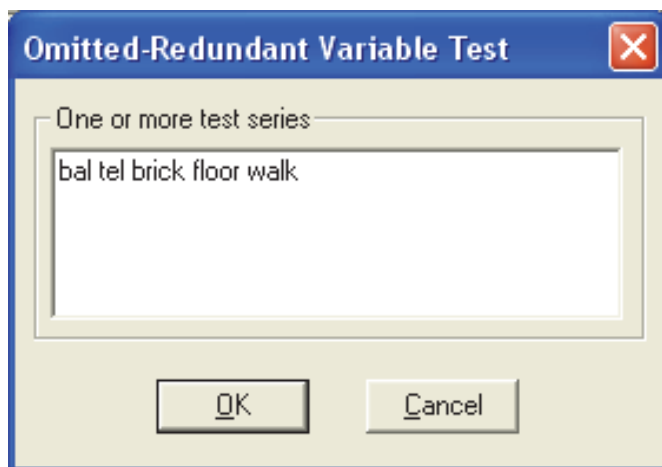 Omitted-Redundant Variable Test
One or more test series
bal tel brick floor walk
OK
Cancel